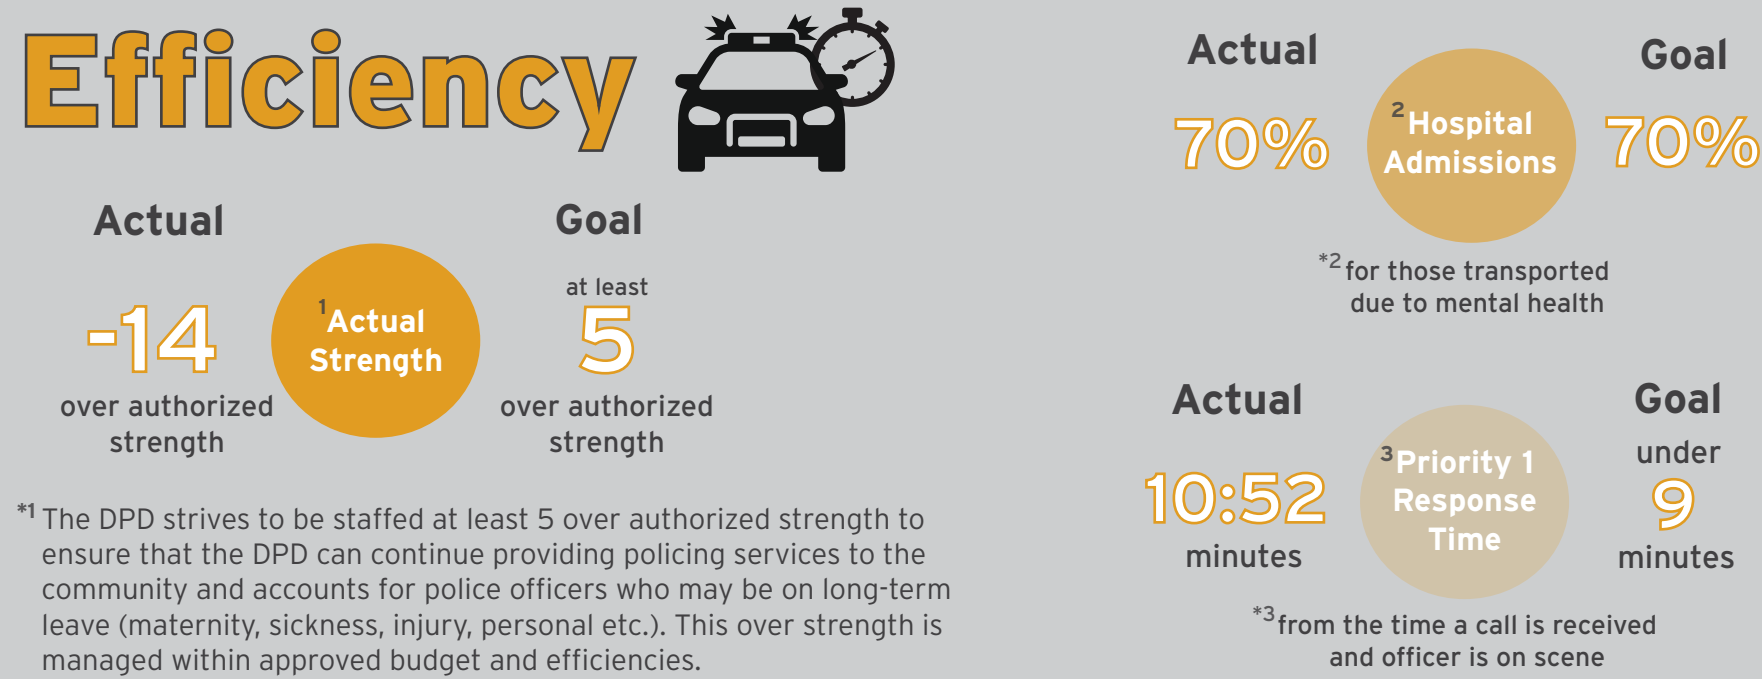 Efficiency
Actual
Goal
-14
1Actual
Strength
at least
5
over authorized
strength
over authorized
strength
*1 The DPD strives to be staffed at least 5 over authorized strength to
ensure that the DPD can continue providing policing services to the
community and accounts for police officers who may be on long-term
leave (maternity, sickness, injury, personal etc.). This over strength is
managed within approved budget and efficiencies.
Actual
Goal
70%
2Hospital
Admissions
70%
*2 for those transported
due to mental health
Actual
Goal
10:52
minutes
3Priority 1
Response
Time
under
9
minutes
*3 from the time a call is received
and officer is on scene